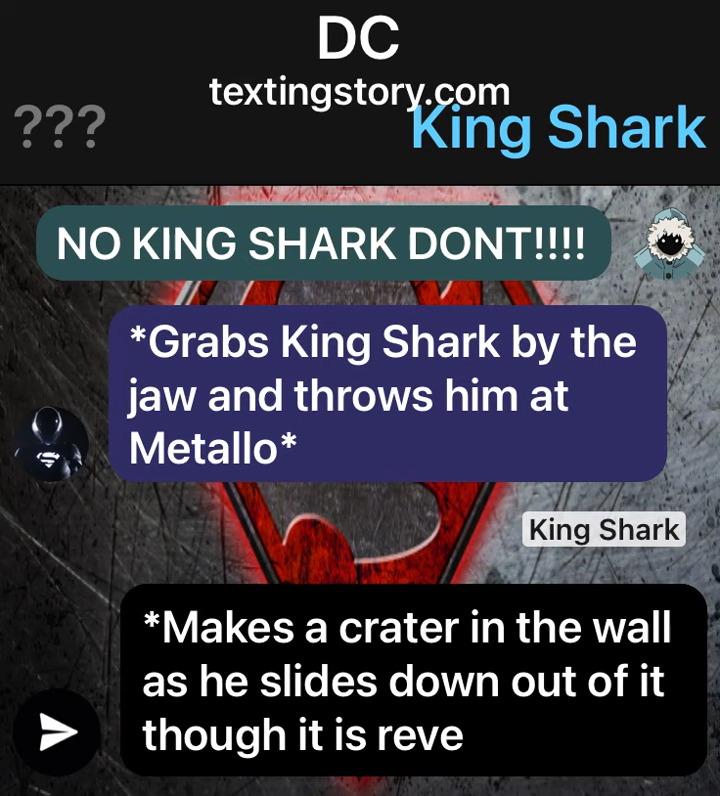 DC
textingstory.com
??? King Shark
NO KING SHARK DONT!!!!
*Grabs King Shark by the
jaw and throws him at
Metallo*
King Shark
*Makes a crater in the wall
as he slides down out of it
though it is reve